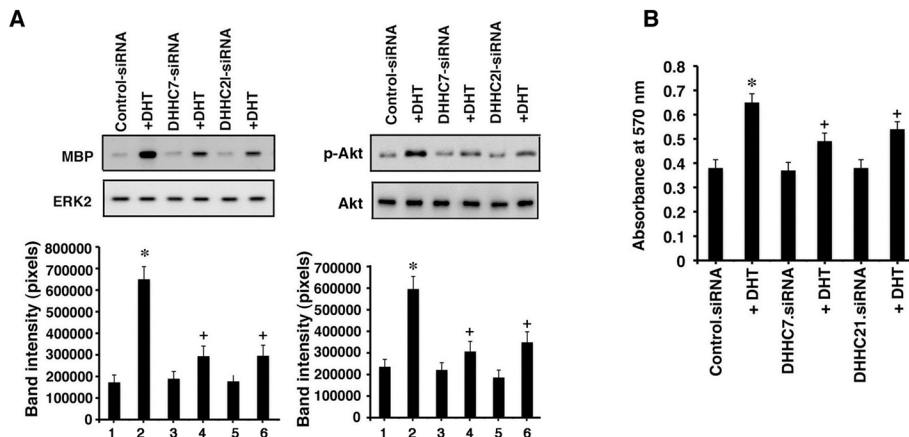 A
Control-siRNA
+DHT
DHHC7-siRNA
+DHT
DHHC2I-siRNA
+DHT
MBP
ERK2
Band intensity (pixels)
800000
700000
600000
500000
400000
300000
200000
100000
0
*
+
+
1 2 3 4 5 6
Control-siRNA
+DHT
DHHC7-siRNA
+DHT
DHHC2I-siRNA
+DHT
p-Akt
Akt
Band intensity (pixels)
800000
700000
600000
500000
400000
300000
200000
100000
0
*
+
+
1 2 3 4 5 6
B
Absorbance at 570 nm
0.8
0.7
0.6
0.5
0.4
0.3
0.2
0.1
0
*
+
+
Control.siRNA
+ DHT
DHHC7.siRNA
+ DHT
DHHC21.siRNA
+ DHT